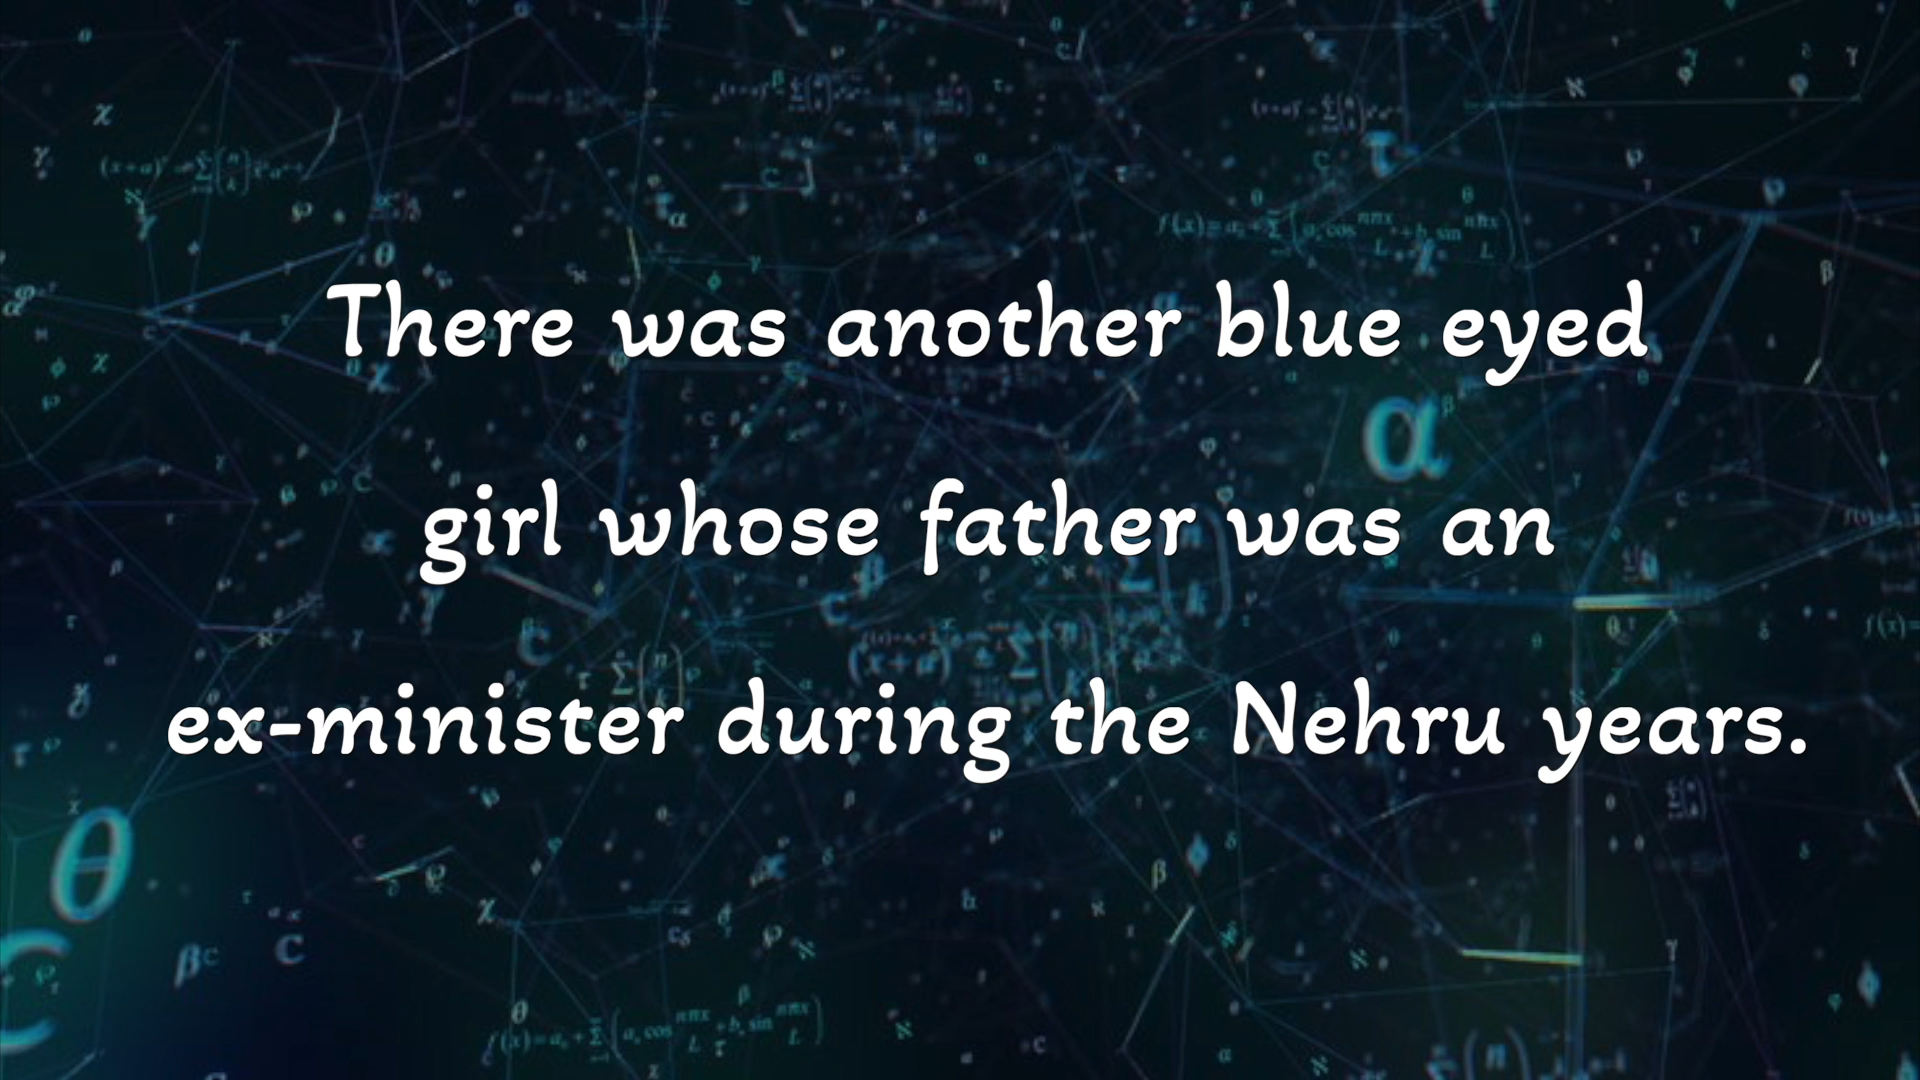 There was another blue eyed
girl whose father was an
ex-minister during the Nehru years.